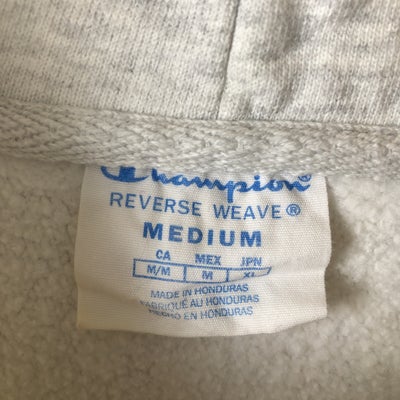 Champion®
REVERSE WEAVE®
MEDIUM
CA MEX JPN
M/M M XL
MADE IN HONDURAS
FABRIQUÉ AU HONDURAS
HECHO EN HONDURAS